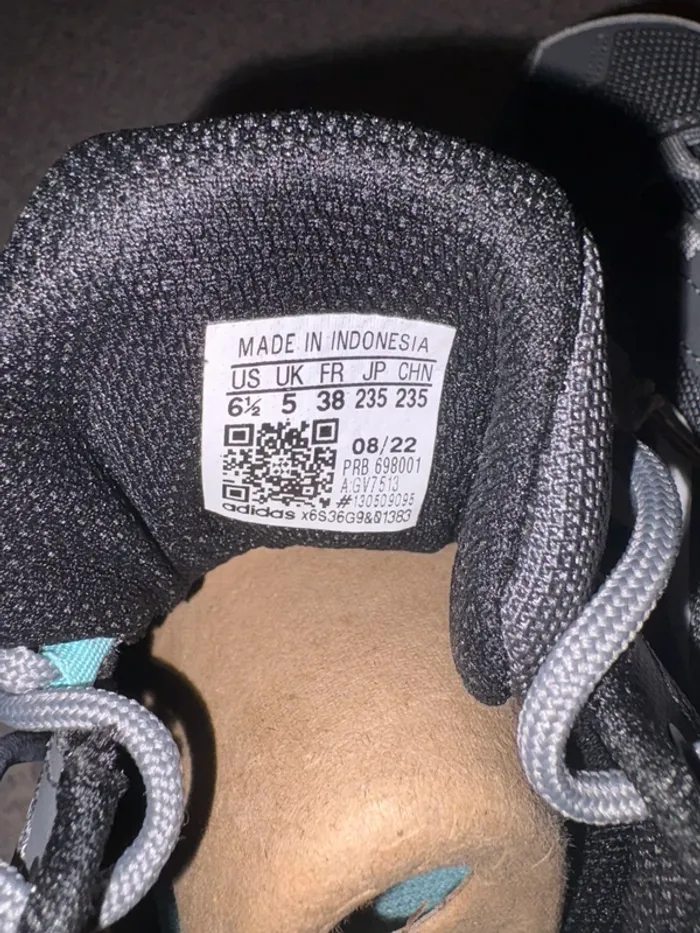 MADE IN INDONESIA
US UK FR JP CHN
6½ 5 38 235 235
08/22
PRB 698001
A:GV7513
#130509095
adidas x6S36G9&Q1383